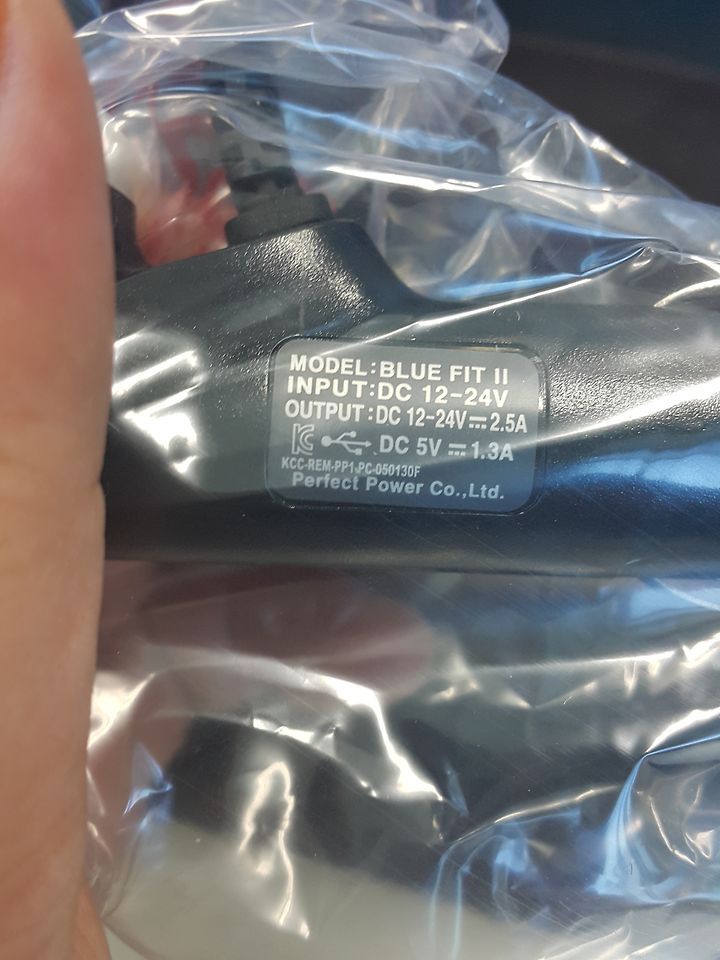 MODEL:BLUE FIT II
INPUT:DC 12-24V
OUTPUT:DC 12-24V⎓2.5A
DC 5V⎓1.3A
KCC-REM-PP1-PC-050130F
Perfect Power Co.,Ltd.